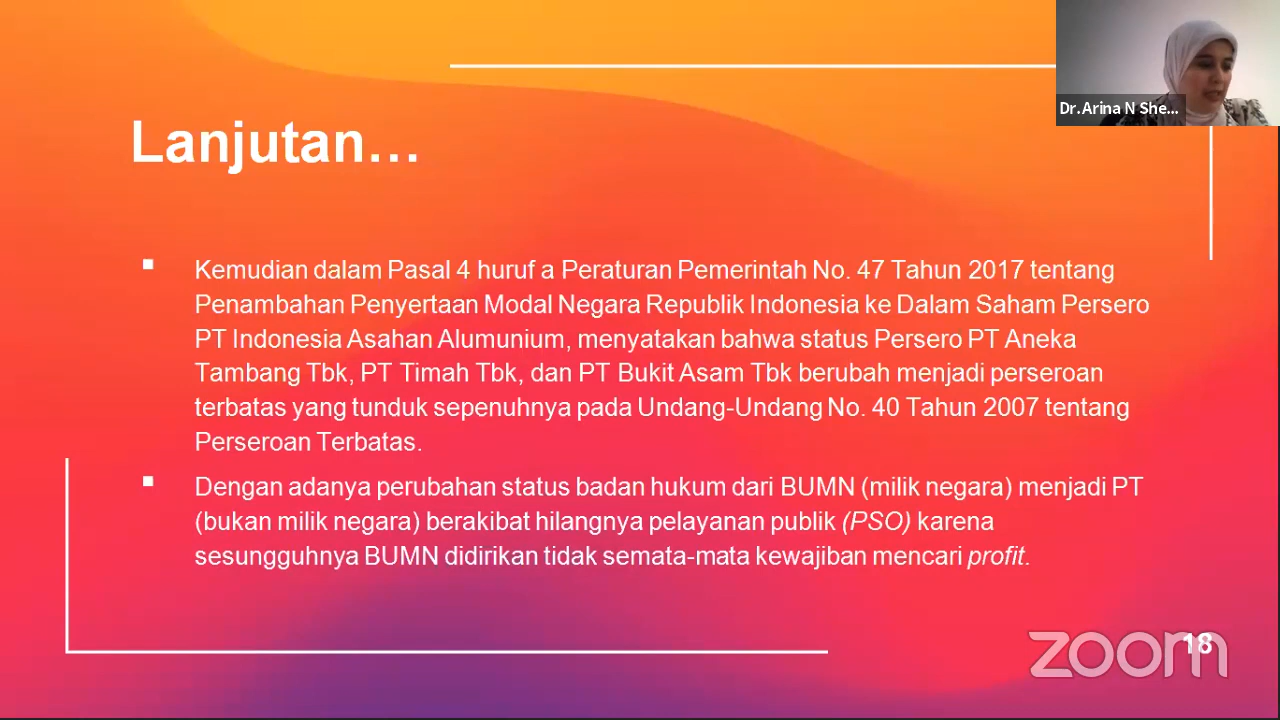 Dr.Arina N She...
Lanjutan...
Kemudian dalam Pasal 4 huruf a Peraturan Pemerintah No. 47 Tahun 2017 tentang
Penambahan Penyertaan Modal Negara Republik Indonesia ke Dalam Saham Persero
PT Indonesia Asahan Alumunium, menyatakan bahwa status Persero PT Aneka
Tambang Tbk, PT Timah Tbk, dan PT Bukit Asam Tbk berubah menjadi perseroan
terbatas yang tunduk sepenuhnya pada Undang-Undang No. 40 Tahun 2007 tentang
Perseroan Terbatas.
Dengan adanya perubahan status badan hukum dari BUMN (milik negara) menjadi PT
(bukan milik negara) berakibat hilangnya pelayanan publik (PSO) karena
sesungguhnya BUMN didirikan tidak semata-mata kewajiban mencari profit.
18
zoom